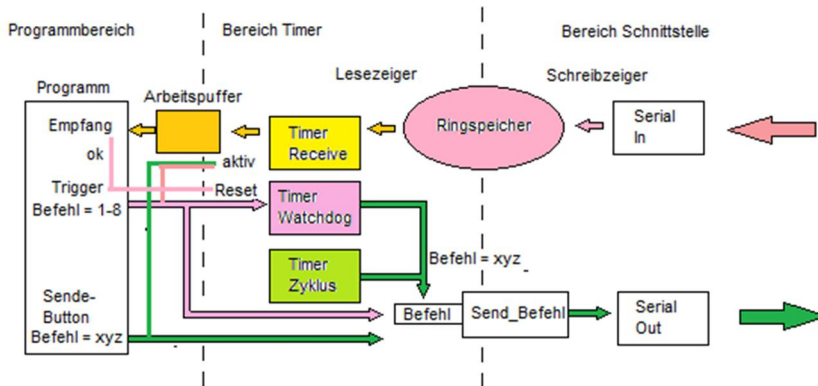 Programmbereich
Bereich Timer
Bereich Schnittstelle
Lesezeiger
Schreibzeiger
Programm
Arbeitspuffer
Empfang
ok
Timer
Receive
Ringspeicher
Serial
In
aktiv
Trigger
Reset
Befehl = 1-8
Timer
Watchdog
Timer
Zyklus
Befehl = xyz
Sende-
Button
Befehl = xyz
Befehl
Send_Befehl
Serial
Out